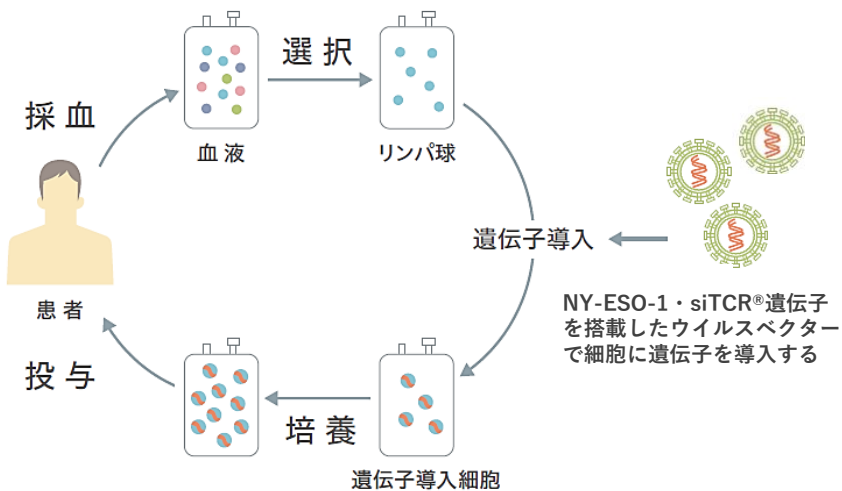 採血
選択
血液
リンパ球
遺伝子導入
患者
NY-ESO-1・siTCR®遺伝子
を搭載したウイルスベクター
で細胞に遺伝子を導入する
投与
培養
遺伝子導入細胞